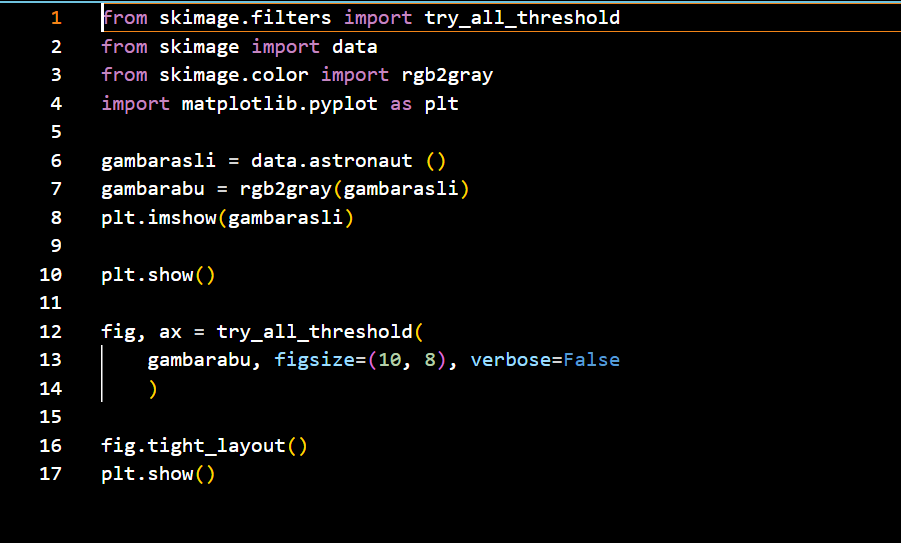 1 from skimage.filters import try_all_threshold
2 from skimage import data
3 from skimage.color import rgb2gray
4 import matplotlib.pyplot as plt
5
6 gambarasli = data.astronaut ()
7 gambarabu = rgb2gray(gambarasli)
8 plt.imshow(gambarasli)
9
10 plt.show()
11
12 fig, ax = try_all_threshold(
13     gambarabu, figsize=(10, 8), verbose=False
14     )
15
16 fig.tight_layout()
17 plt.show()